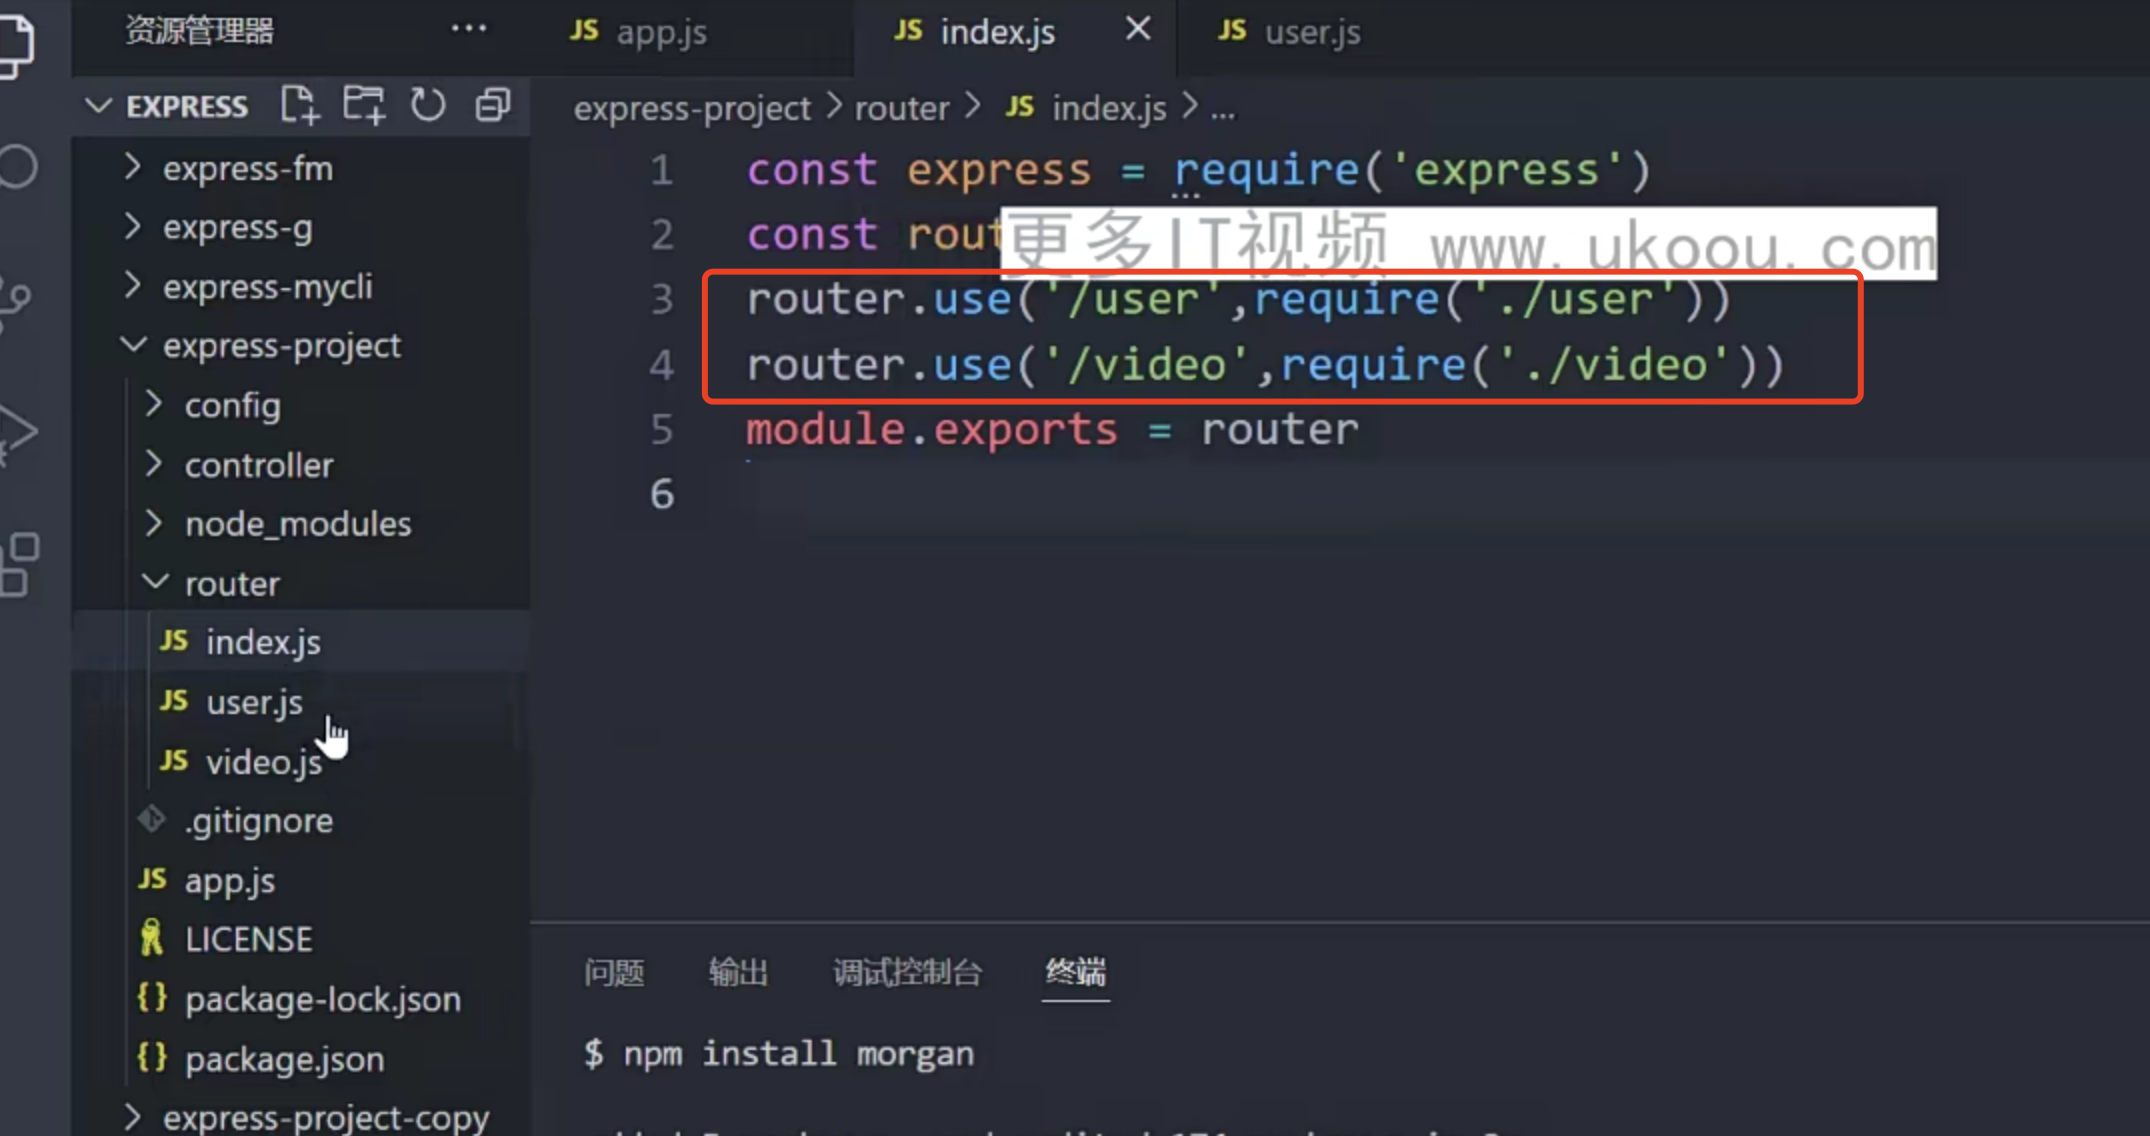 资源管理器 ···
JS app.js
JS index.js
JS user.js
EXPRESS
express-fm
express-g
express-mycli
express-project
config
controller
node_modules
router
JS index.js
JS user.js
JS video.js
.gitignore
JS app.js
LICENSE
{} package-lock.json
{} package.json
express-project-copy
express-project > router > JS index.js > ...
1 const express = require('express')
2 const rout
更多IT视频 www.ukoou.com
3 router.use('/user',require('./user'))
4 router.use('/video',require('./video'))
5 module.exports = router
6
问题 输出 调试控制台 终端
$ npm install morgan